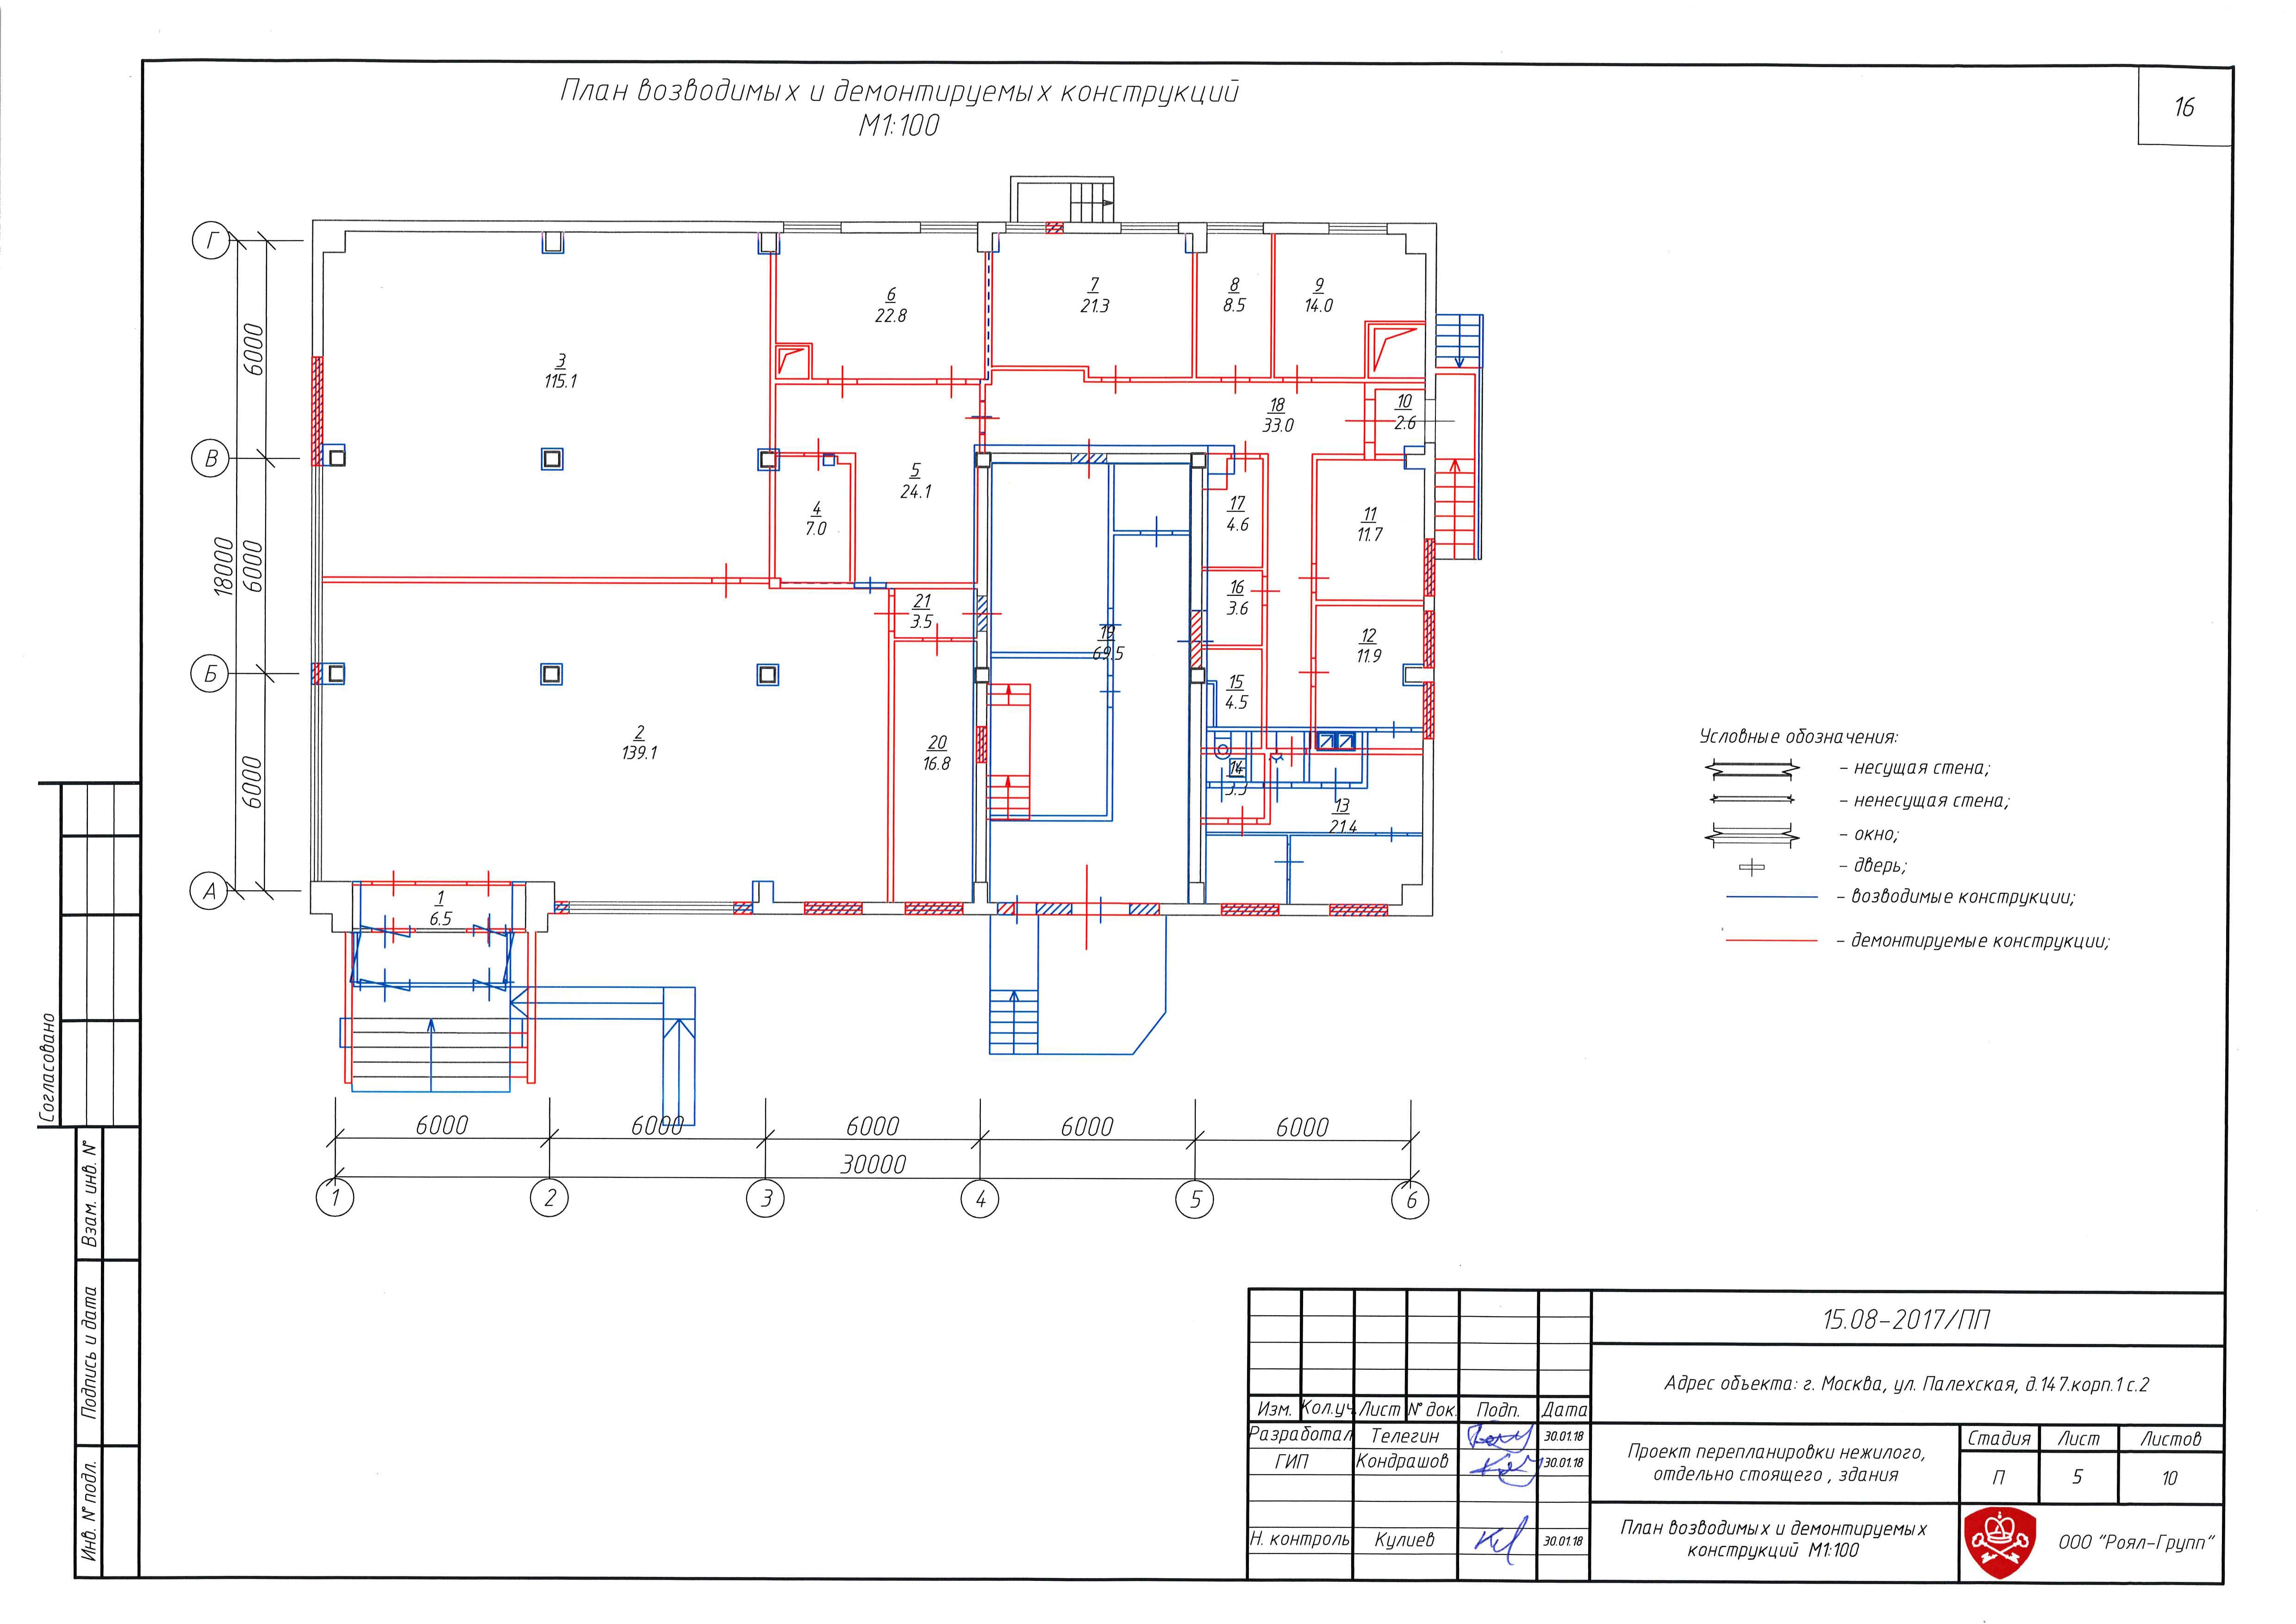 План возводимых и демонтируемых конструкций
М1:100
16
Г
В
Б
А
6000
6000
6000
18000
3
115.1
6
22.8
7
21.3
8
8.5
9
14.0
10
2.6
18
33.0
5
24.1
4
7.0
17
4.6
11
11.7
16
3.6
21
3.5
19
69.5
12
11.9
15
4.5
2
139.1
20
16.8
14
3.3
13
21.4
1
6.5
Условные обозначения:
- несущая стена;
- ненесущая стена;
- окно;
- дверь;
- возводимые конструкции;
- демонтируемые конструкции;
6000
6000
6000
6000
6000
30000
1
2
3
4
5
6
Согласовано
Взам. инв. №
Подпись и дата
Инв. № подл.
15.08-2017/ПП
Адрес объекта: г. Москва, ул. Палехская, д.147.корп.1 с.2
Изм.
Кол.уч.
Лист
№ док.
Подп.
Дата
Разработал
Телегин
30.01.18
ГИП
Кондрашов
30.01.18
Н. контроль
Кулиев
30.01.18
Проект перепланировки нежилого,
отдельно стоящего , здания
Стадия
Лист
Листов
П
5
10
План возводимых и демонтируемых
конструкций М1:100
ООО "Роял-Групп"